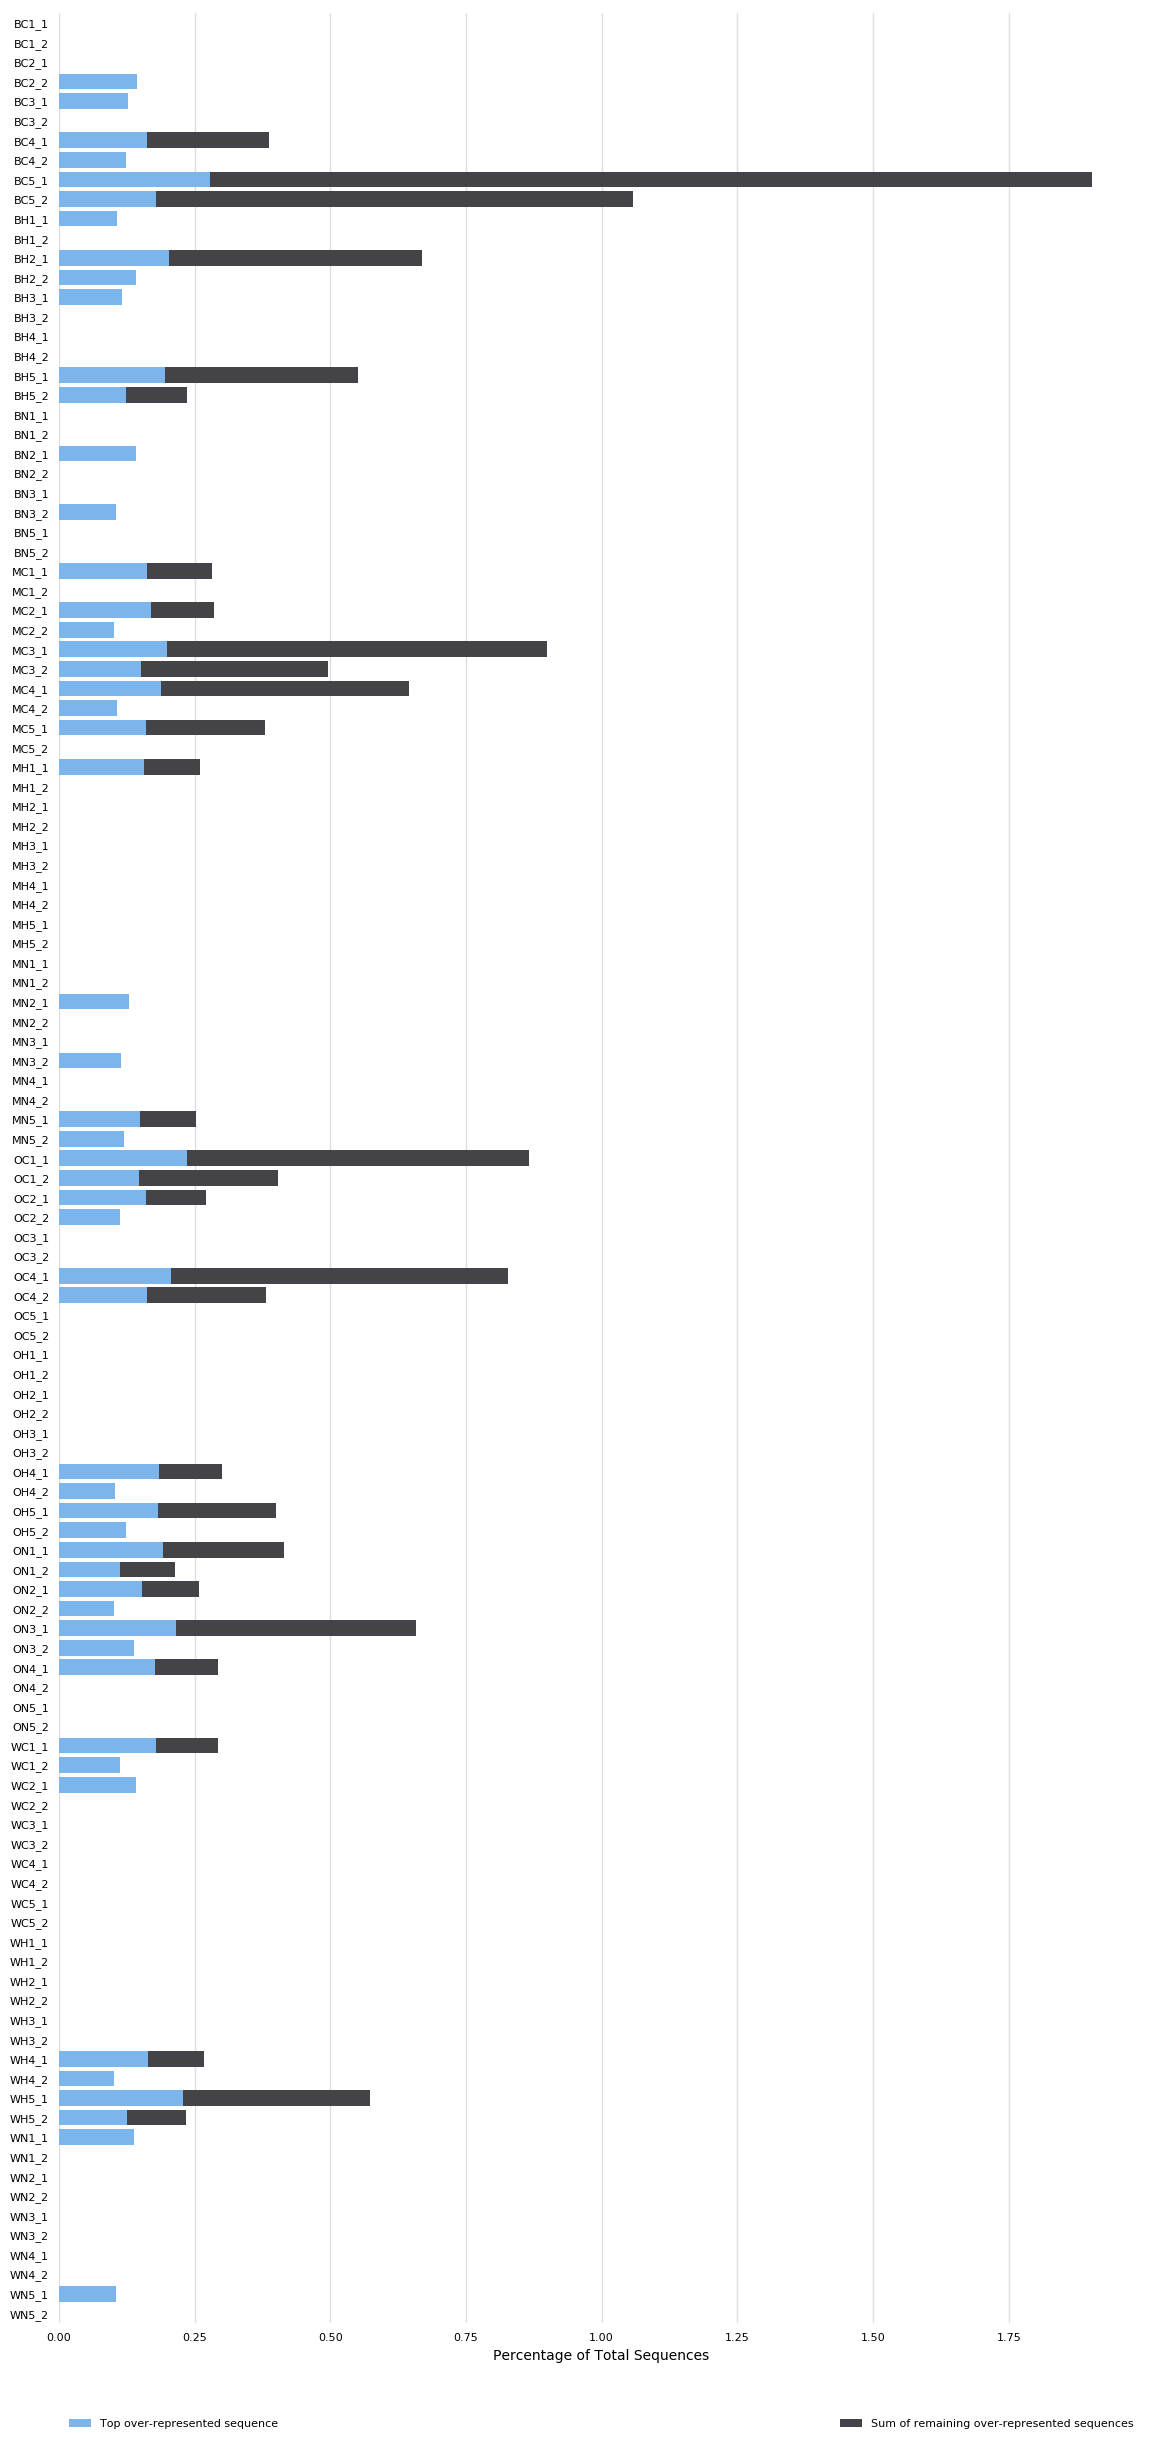 BC1_1
BC1_2
BC2_1
BC2_2
BC3_1
BC3_2
BC4_1
BC4_2
BC5_1
BC5_2
BH1_1
BH1_2
BH2_1
BH2_2
BH3_1
BH3_2
BH4_1
BH4_2
BH5_1
BH5_2
BN1_1
BN1_2
BN2_1
BN2_2
BN3_1
BN3_2
BN5_1
BN5_2
MC1_1
MC1_2
MC2_1
MC2_2
MC3_1
MC3_2
MC4_1
MC4_2
MC5_1
MC5_2
MH1_1
MH1_2
MH2_1
MH2_2
MH3_1
MH3_2
MH4_1
MH4_2
MH5_1
MH5_2
MN1_1
MN1_2
MN2_1
MN2_2
MN3_1
MN3_2
MN4_1
MN4_2
MN5_1
MN5_2
OC1_1
OC1_2
OC2_1
OC2_2
OC3_1
OC3_2
OC4_1
OC4_2
OC5_1
OC5_2
OH1_1
OH1_2
OH2_1
OH2_2
OH3_1
OH3_2
OH4_1
OH4_2
OH5_1
OH5_2
ON1_1
ON1_2
ON2_1
ON2_2
ON3_1
ON3_2
ON4_1
ON4_2
ON5_1
ON5_2
WC1_1
WC1_2
WC2_1
WC2_2
WC3_1
WC3_2
WC4_1
WC4_2
WC5_1
WC5_2
WH1_1
WH1_2
WH2_1
WH2_2
WH3_1
WH3_2
WH4_1
WH4_2
WH5_1
WH5_2
WN1_1
WN1_2
WN2_1
WN2_2
WN3_1
WN3_2
WN4_1
WN4_2
WN5_1
WN5_2
0.00 0.25 0.50 0.75 1.00 1.25 1.50 1.75
Percentage of Total Sequences
Top over-represented sequence Sum of remaining over-represented sequences